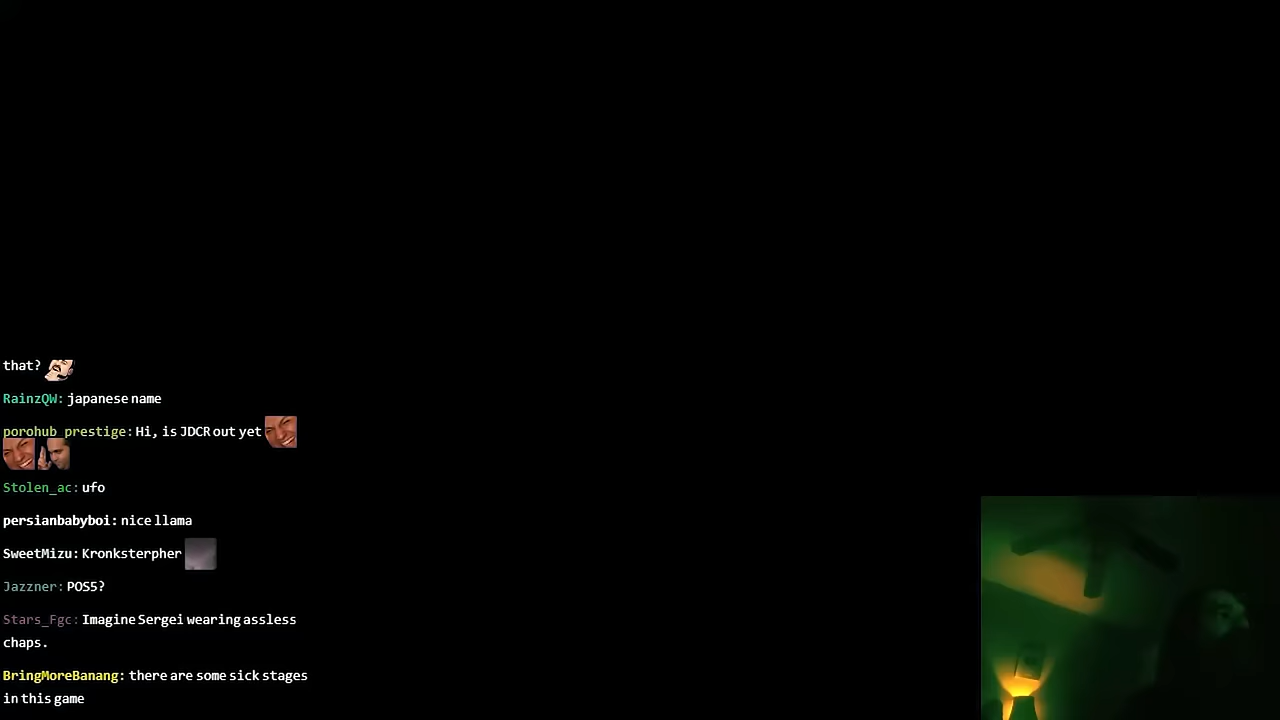 that?
RainzQW: japanese name
porohub_prestige: Hi, is JDCR out yet
Stolen_ac: ufo
persianbabyboi: nice llama
SweetMizu: Kronksterpher
Jazzner: POS5?
Stars_Fgc: Imagine Sergei wearing assless
chaps.
BringMoreBanang: there are some sick stages
in this game